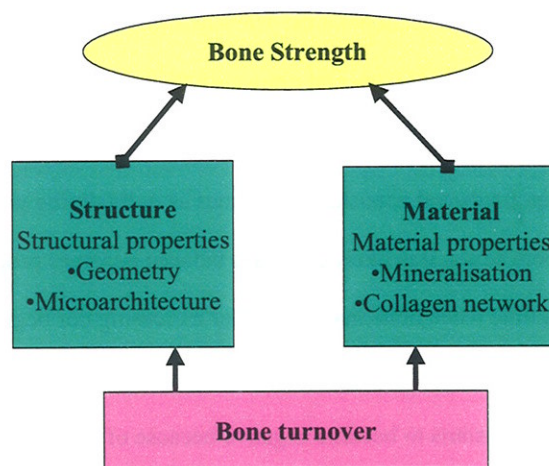 Bone Strength
Structure
Structural properties
•Geometry
•Microarchitecture
Material
Material properties
•Mineralisation
•Collagen network
Bone turnover